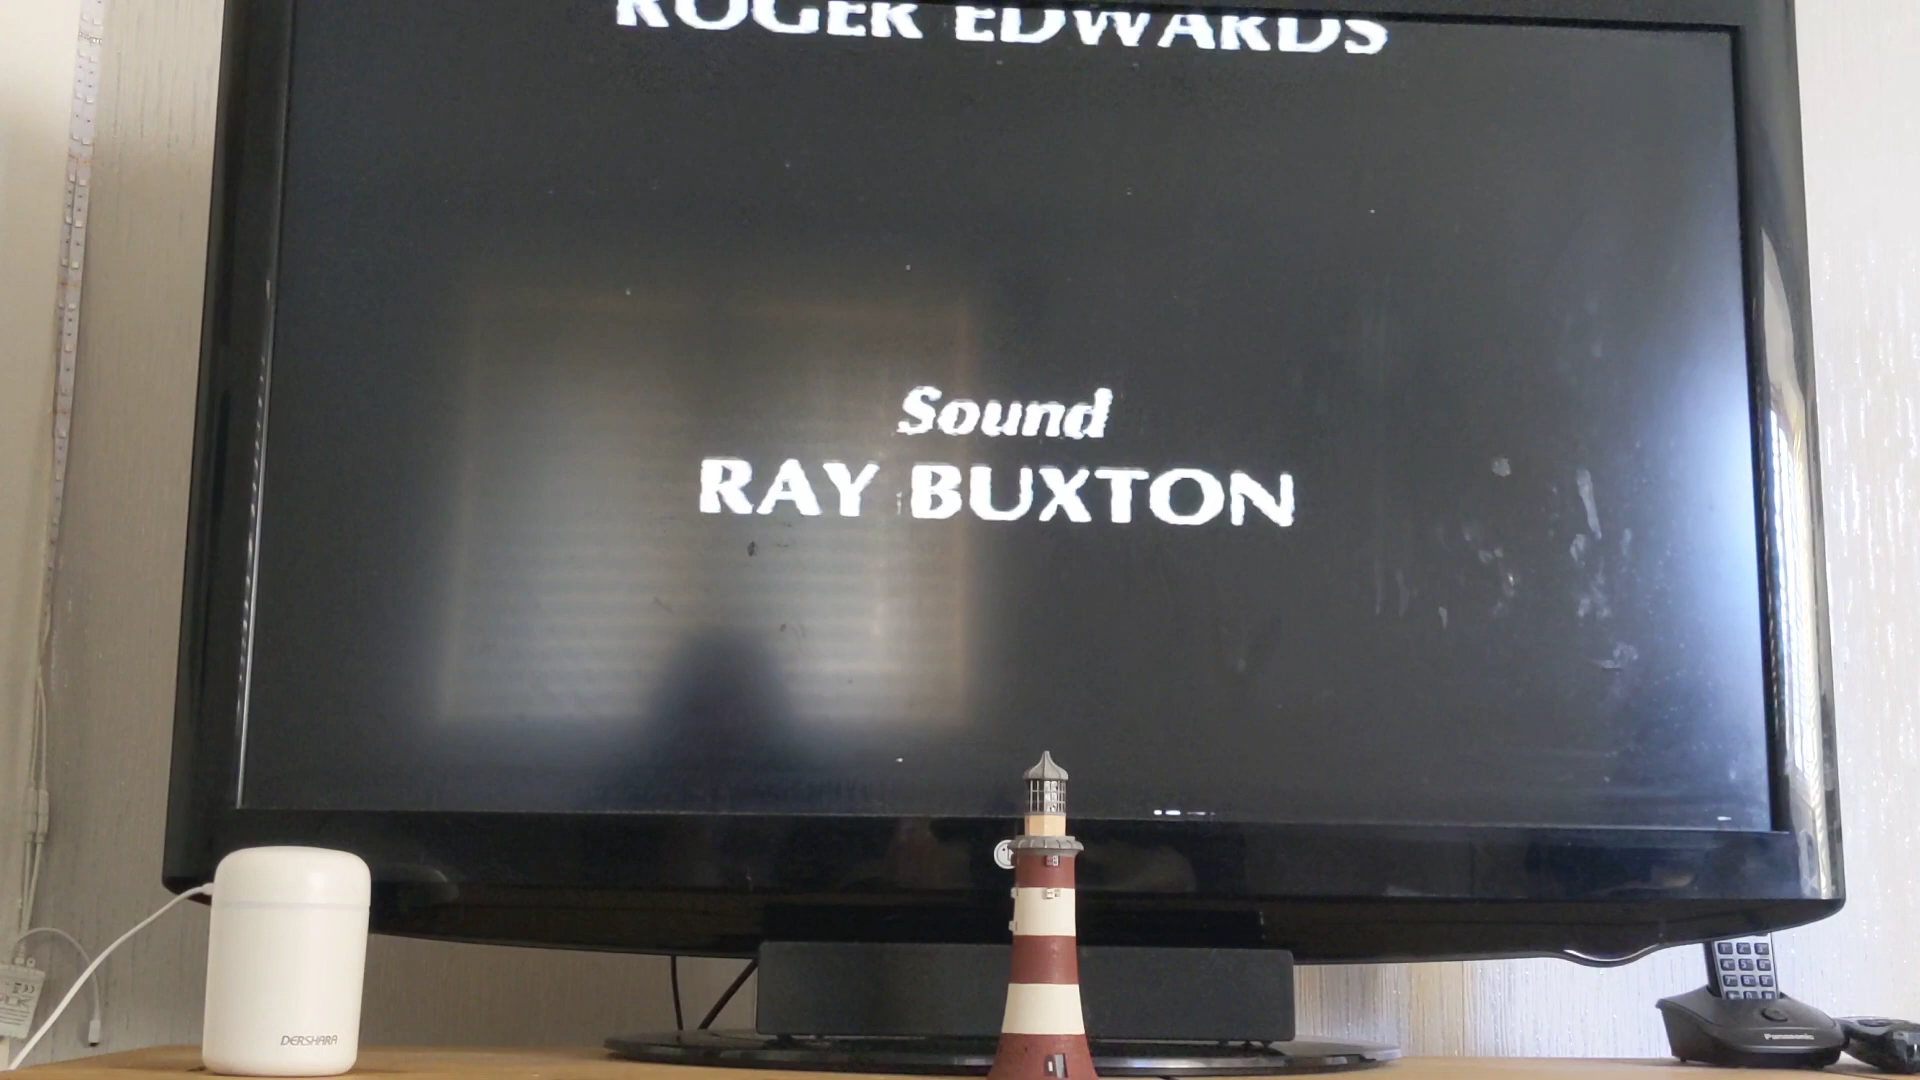 ROGER EDWARDS
Sound
RAY BUXTON
DERSHARA
Panasonic